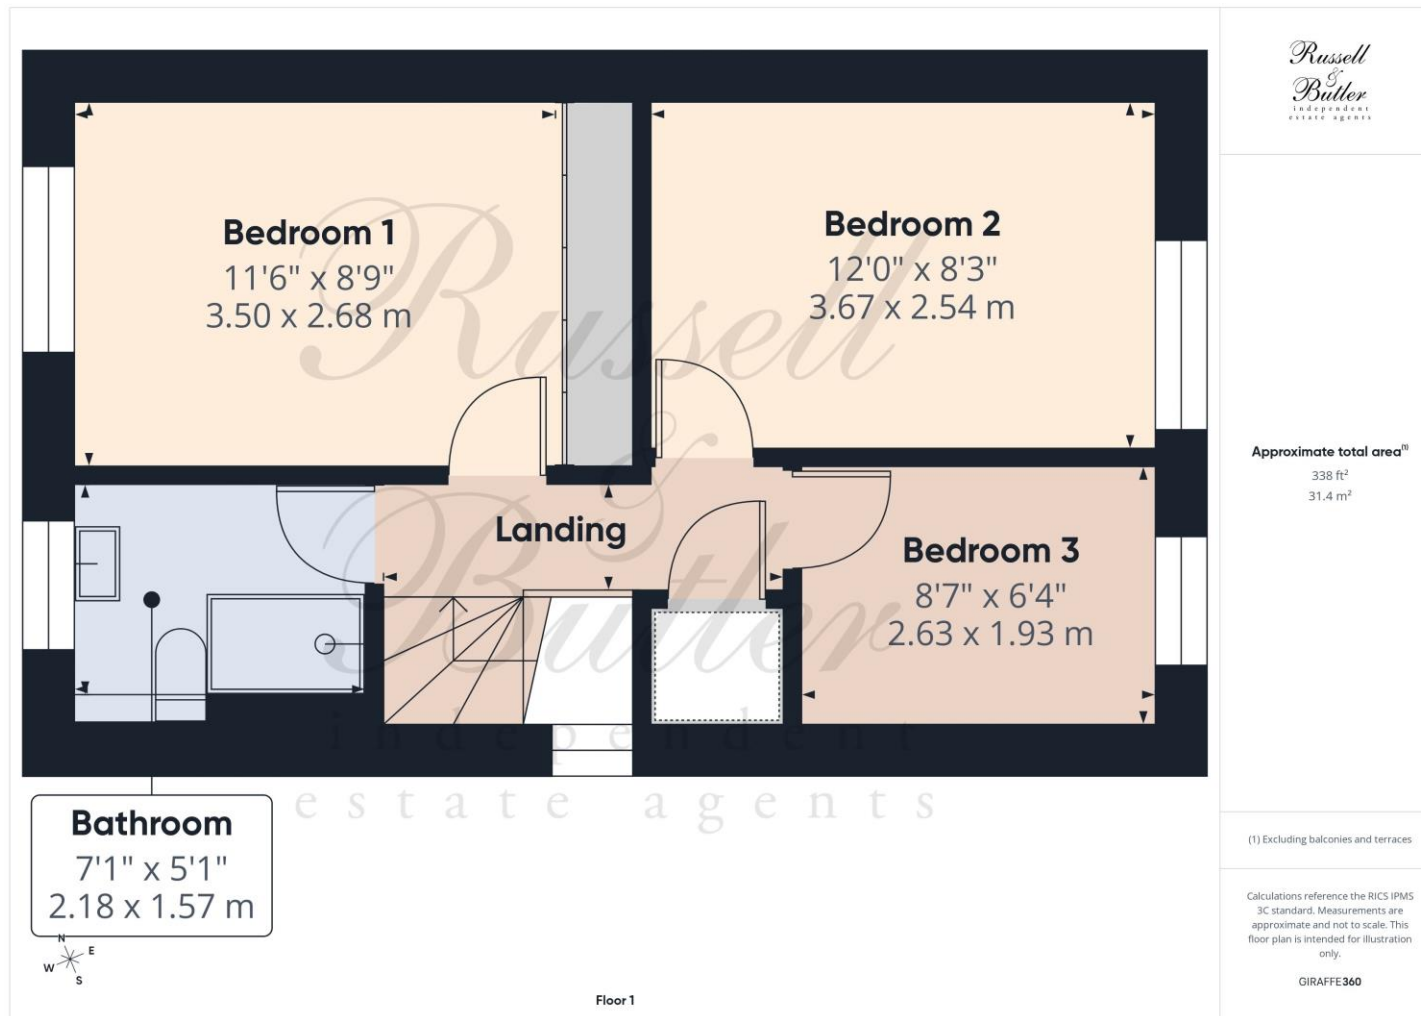 Russell
&
Butler
independent
estate agents
Bedroom 1
11'6" x 8'9"
3.50 x 2.68 m
Bedroom 2
12'0" x 8'3"
3.67 x 2.54 m
Landing
Bedroom 3
8'7" x 6'4"
2.63 x 1.93 m
Bathroom
7'1" x 5'1"
2.18 x 1.57 m
Russell
&
Butler
independent
estate agents
N
E
W
S
Floor 1
Approximate total area⁽¹⁾
338 ft²
31.4 m²
(1) Excluding balconies and terraces
Calculations reference the RICS IPMS
3C standard. Measurements are
approximate and not to scale. This
floor plan is intended for illustration
only.
GIRAFFE360